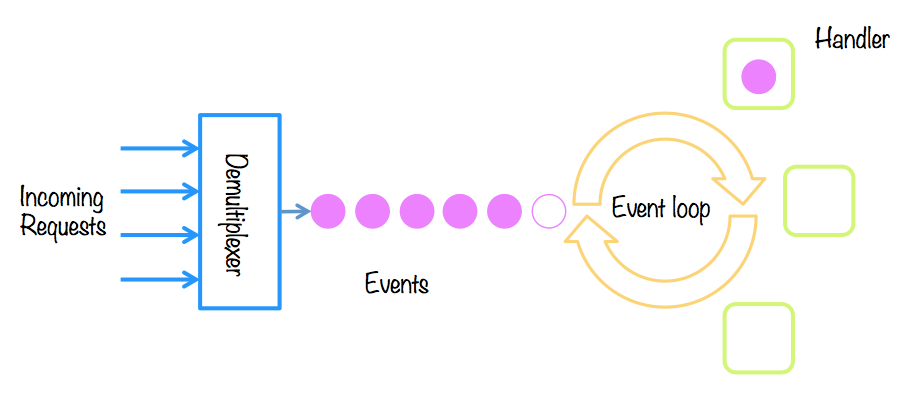 Handler
Incoming
Requests
Demultiplexer
Events
Event loop